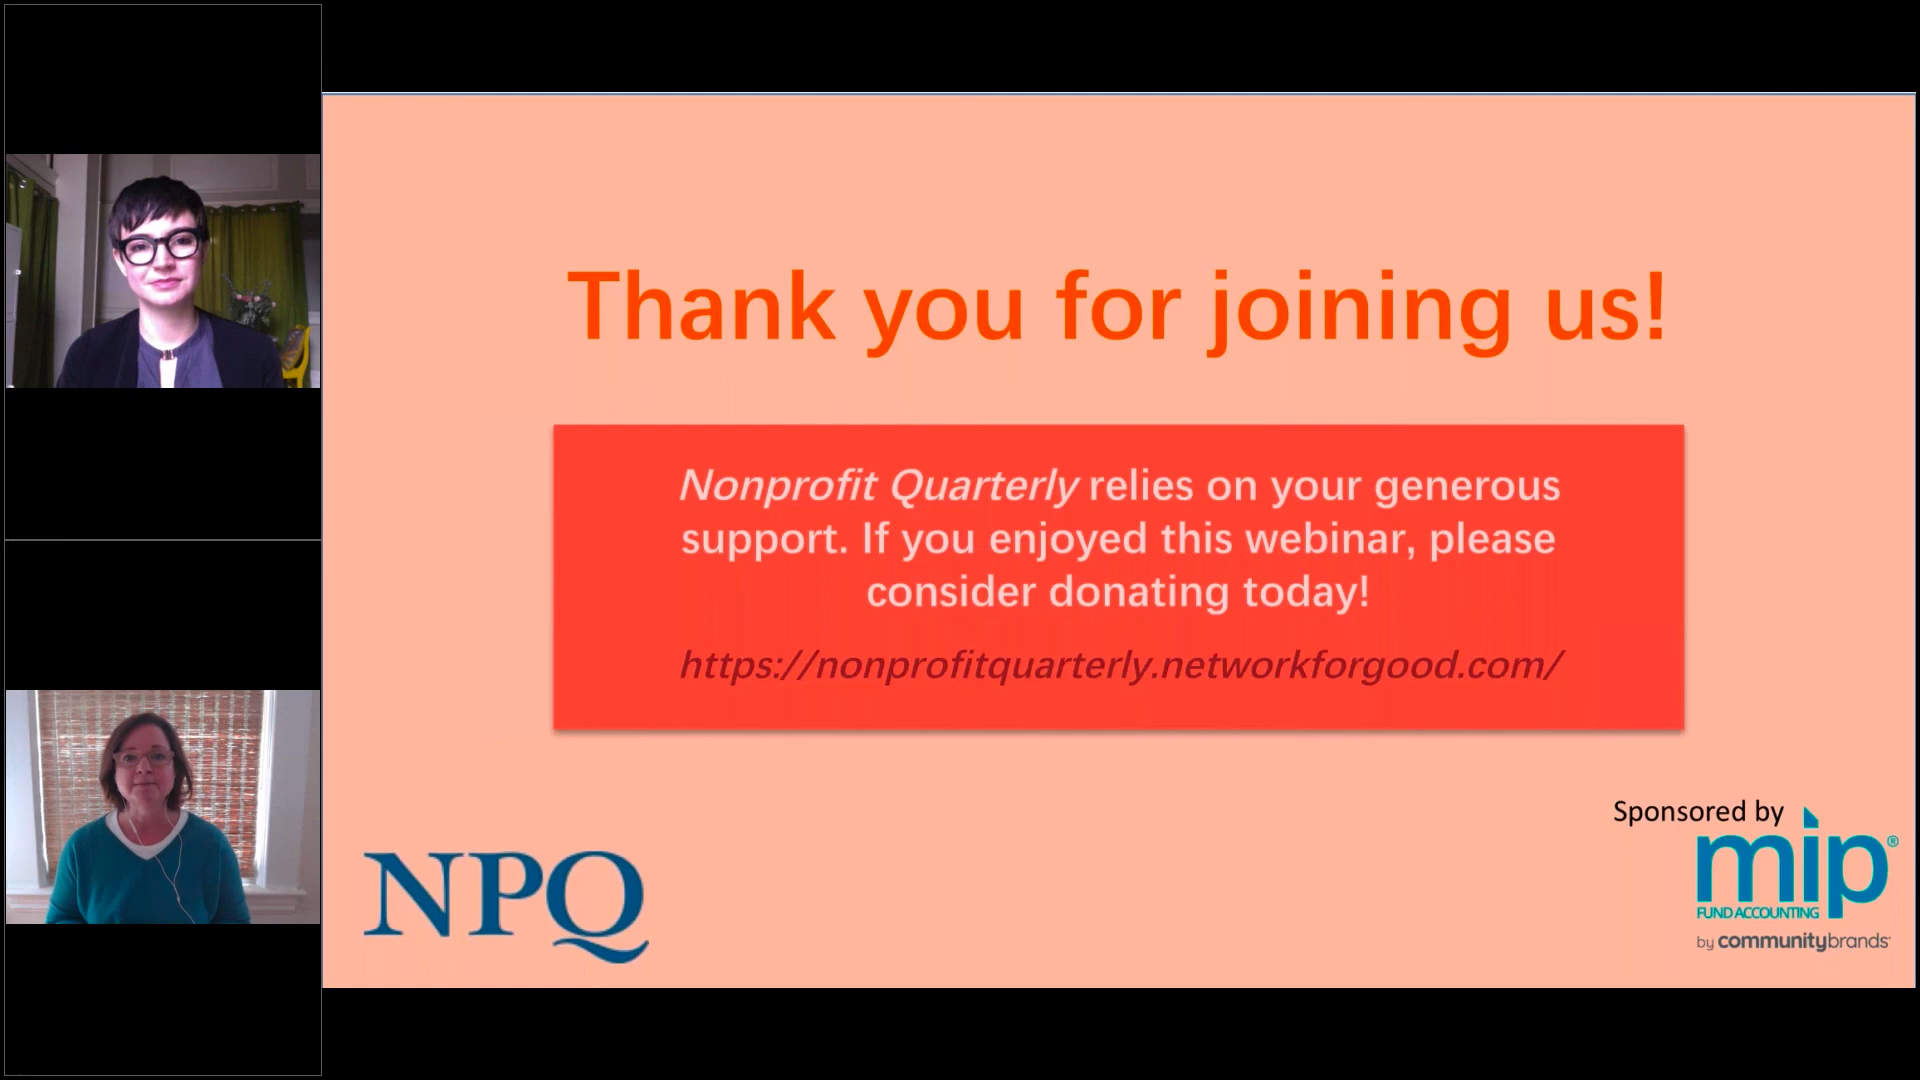 Thank you for joining us!
Nonprofit Quarterly relies on your generous
support. If you enjoyed this webinar, please
consider donating today!
https://nonprofitquarterly.networkforgood.com/
Sponsored by
mip®
FUND ACCOUNTING
by communitybrands
NPQ